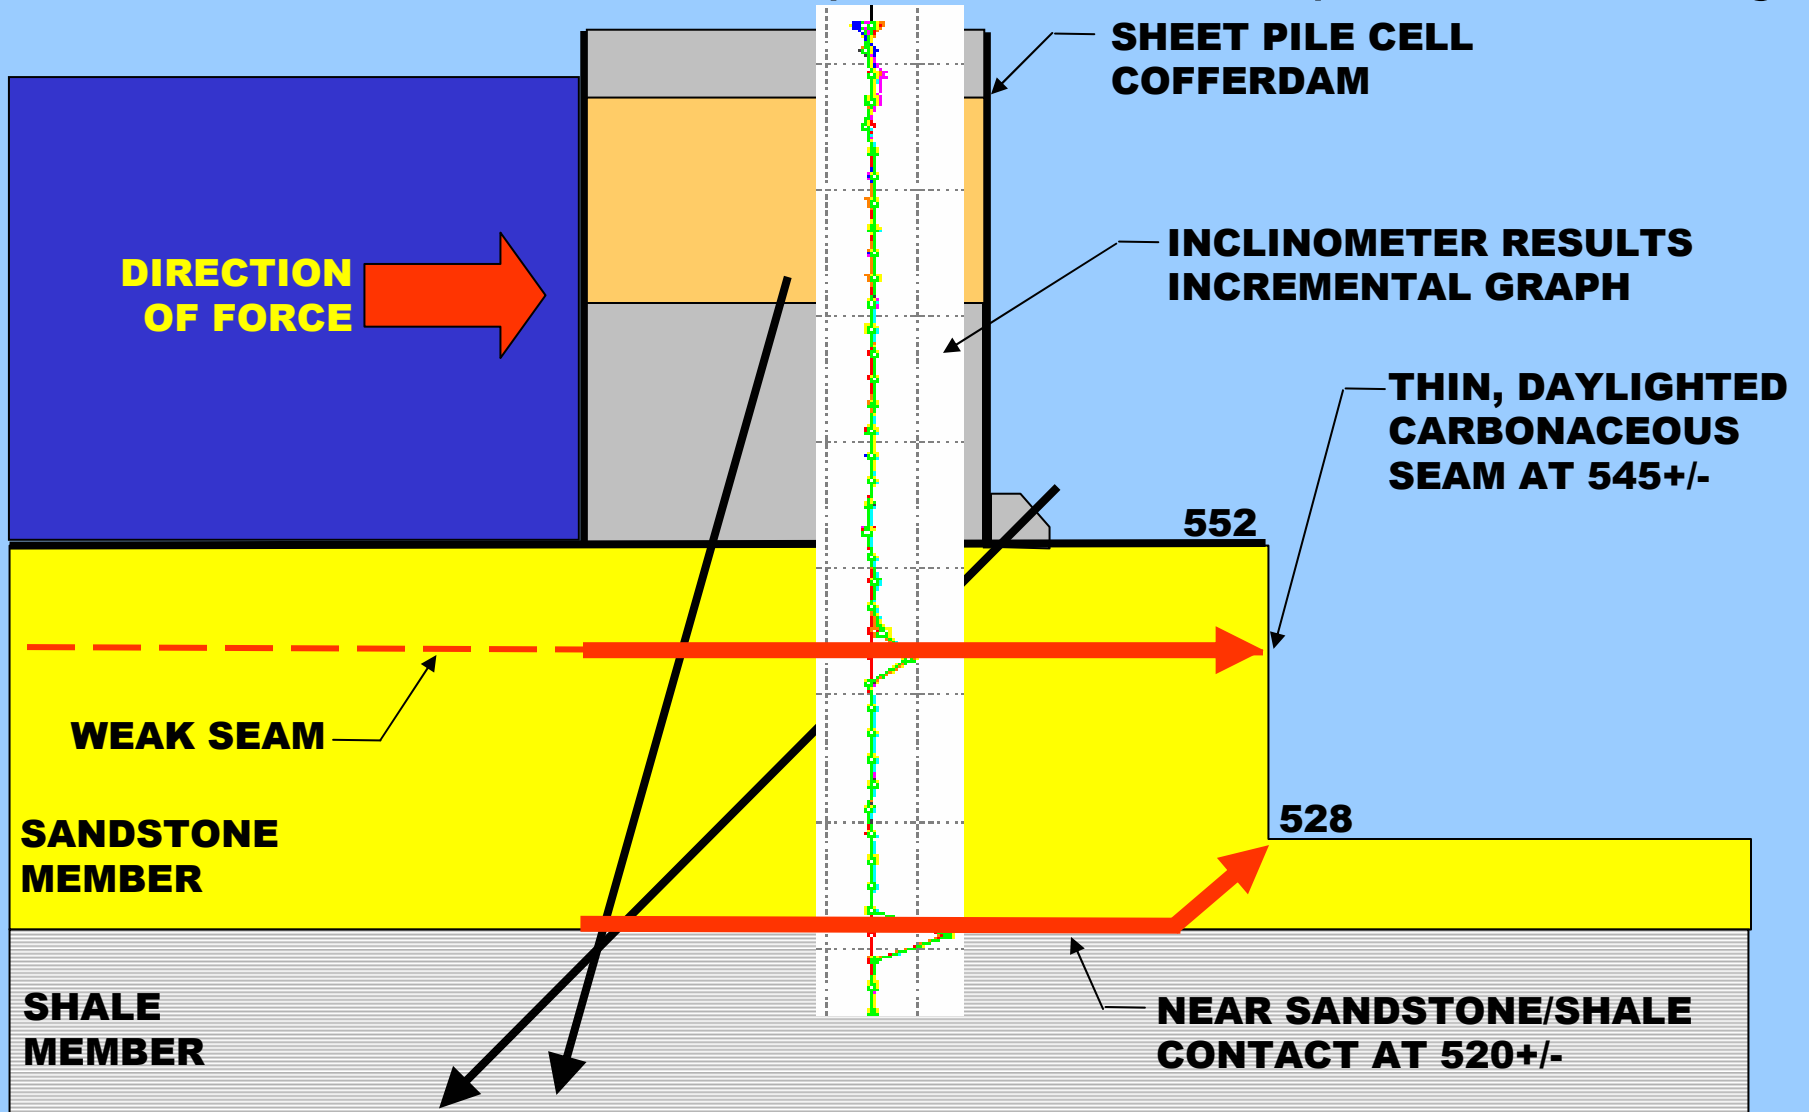 SHEET PILE CELL
COFFERDAM
DIRECTION
OF FORCE
INCLINOMETER RESULTS
INCREMENTAL GRAPH
THIN, DAYLIGHTED
CARBONACEOUS
SEAM AT 545+/-
552
WEAK SEAM
SANDSTONE
MEMBER
528
SHALE
MEMBER
NEAR SANDSTONE/SHALE
CONTACT AT 520+/-